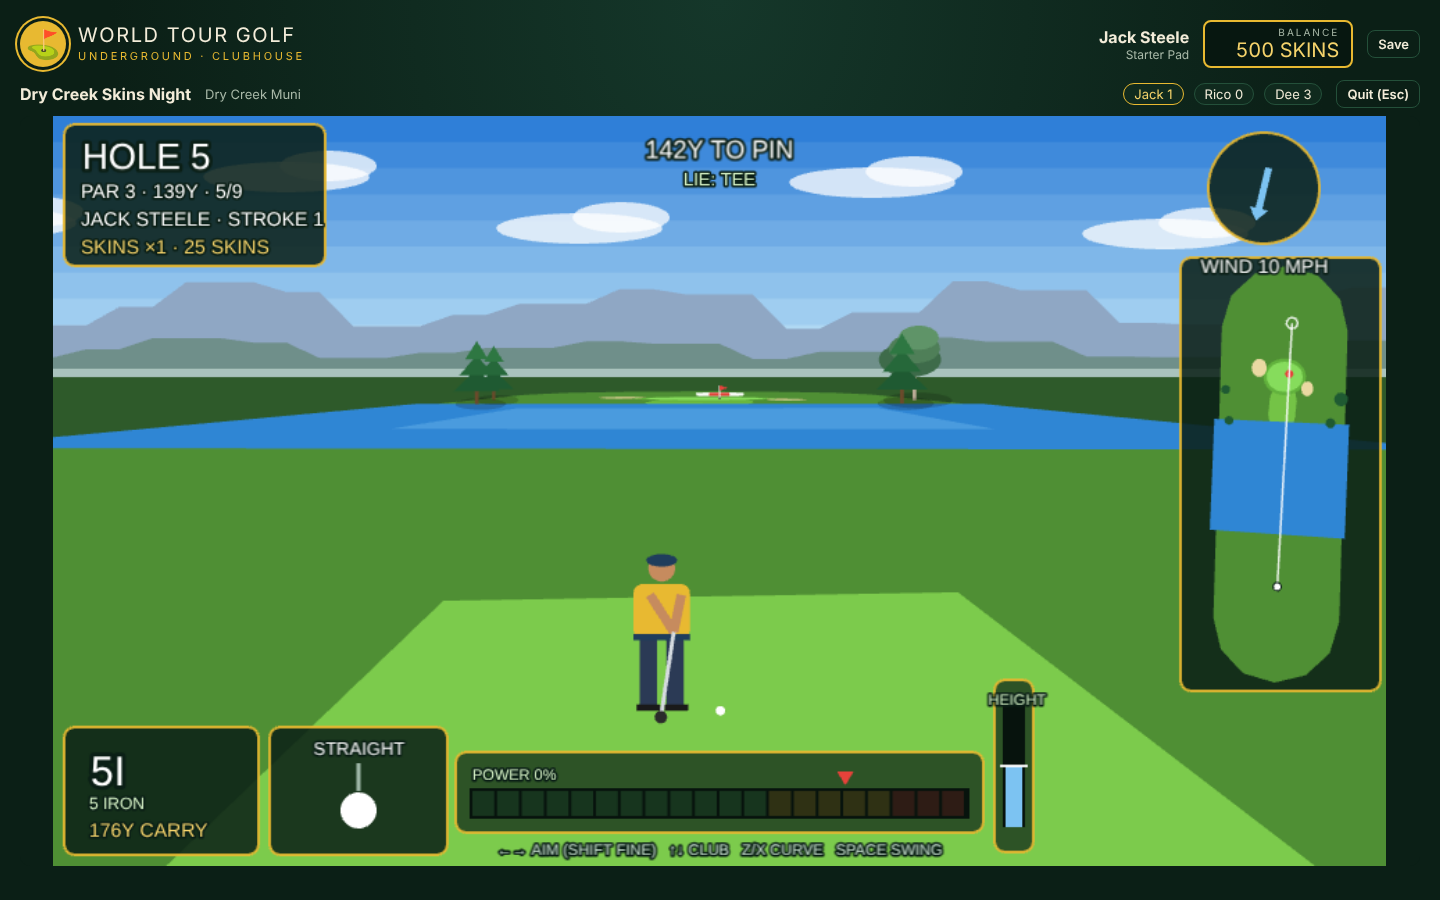 WORLD TOUR GOLF
UNDERGROUND · CLUBHOUSE
Jack Steele
Starter Pad
BALANCE
500 SKINS
Save
Dry Creek Skins Night Dry Creek Muni
Jack 1 Rico 0 Dee 3 Quit (Esc)
HOLE 5
PAR 3 · 139Y · 5/9
JACK STEELE · STROKE 1
SKINS ×1 · 25 SKINS
142Y TO PIN
LIE: TEE
WIND 10 MPH
5I
5 IRON
176Y CARRY
STRAIGHT
POWER 0%
HEIGHT
←→ AIM (SHIFT FINE) ↑↓ CLUB Z/X CURVE SPACE SWING